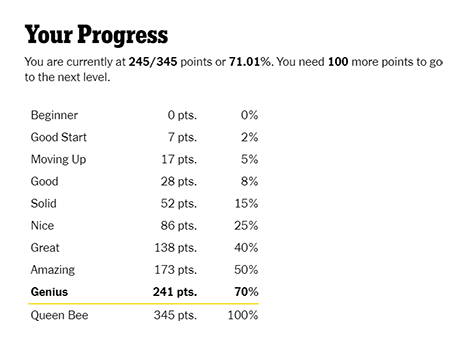 Your Progress
You are currently at 245/345 points or 71.01%. You need 100 more points to go
to the next level.
Beginner 0 pts. 0%
Good Start 7 pts. 2%
Moving Up 17 pts. 5%
Good 28 pts. 8%
Solid 52 pts. 15%
Nice 86 pts. 25%
Great 138 pts. 40%
Amazing 173 pts. 50%
Genius 241 pts. 70%
Queen Bee 345 pts. 100%